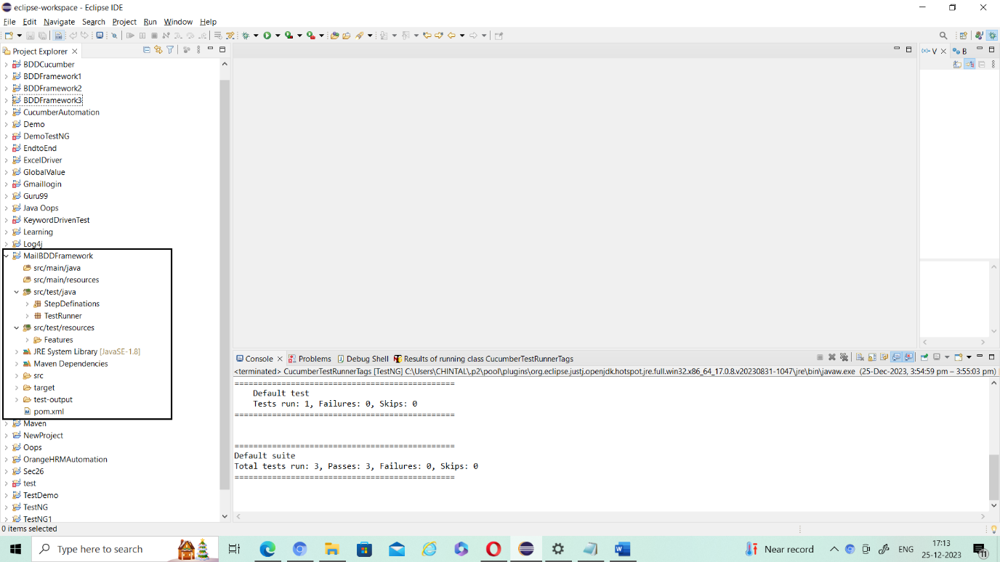 eclipse-workspace - Eclipse IDE
File Edit Navigate Search Project Run Window Help
Project Explorer
BDDCucumber
BDDFramework1
BDDFramework2
BDDFramework3
CucumberAutomation
Demo
DemoTestNG
EndtoEnd
ExcelDriver
GlobalValue
Gmaillogin
Guru99
Java Oops
KeywordDrivenTest
Learning
Log4j
MailBDDFramework
src/main/java
src/main/resources
src/test/java
StepDefinations
TestRunner
src/test/resources
Features
JRE System Library [JavaSE-1.8]
Maven Dependencies
src
target
test-output
pom.xml
Maven
NewProject
Oops
OrangeHRMAutomation
Sec26
test
TestDemo
TestNG
TestNG1
0 items selected
(x)= V
B
Console Problems Debug Shell Results of running class CucumberTestRunnerTags
<terminated> CucumberTestRunnerTags [TestNG] C:\Users\CHINTAL\.p2\pool\plugins\org.eclipse.justj.openjdk.hotspot.jre.full.win32.x86_64_17.0.8.v20230831-1047\jre\bin\javaw.exe (25-Dec-2023, 3:54:59 pm – 3:55:03 pm)
===============================================
Default test
Tests run: 1, Failures: 0, Skips: 0
===============================================
===============================================
Default suite
Total tests run: 3, Passes: 3, Failures: 0, Skips: 0
===============================================
Type here to search
Near record
ENG
17:13
25-12-2023
11